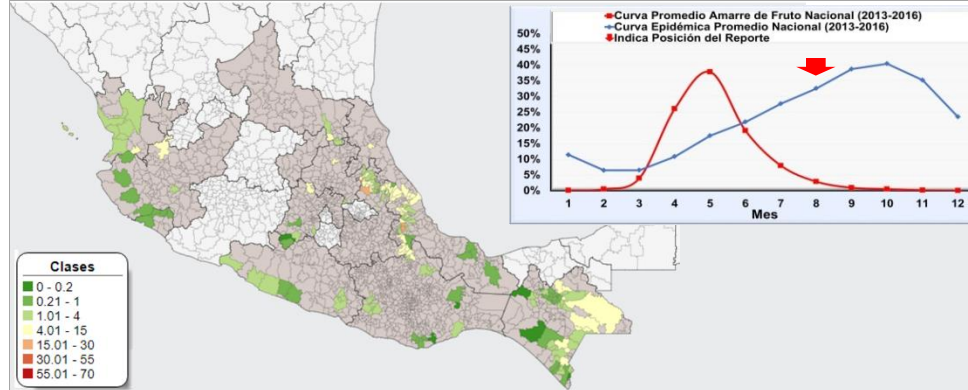 Curva Promedio Amarre de Fruto Nacional (2013-2016)
Curva Epidémica Promedio Nacional (2013-2016)
Indica Posición del Reporte
50%
45%
40%
35%
30%
25%
20%
15%
10%
5%
0%
1 2 3 4 5 6 7 8 9 10 11 12
Mes
Clases
0 - 0.2
0.21 - 1
1.01 - 4
4.01 - 15
15.01 - 30
30.01 - 55
55.01 - 70